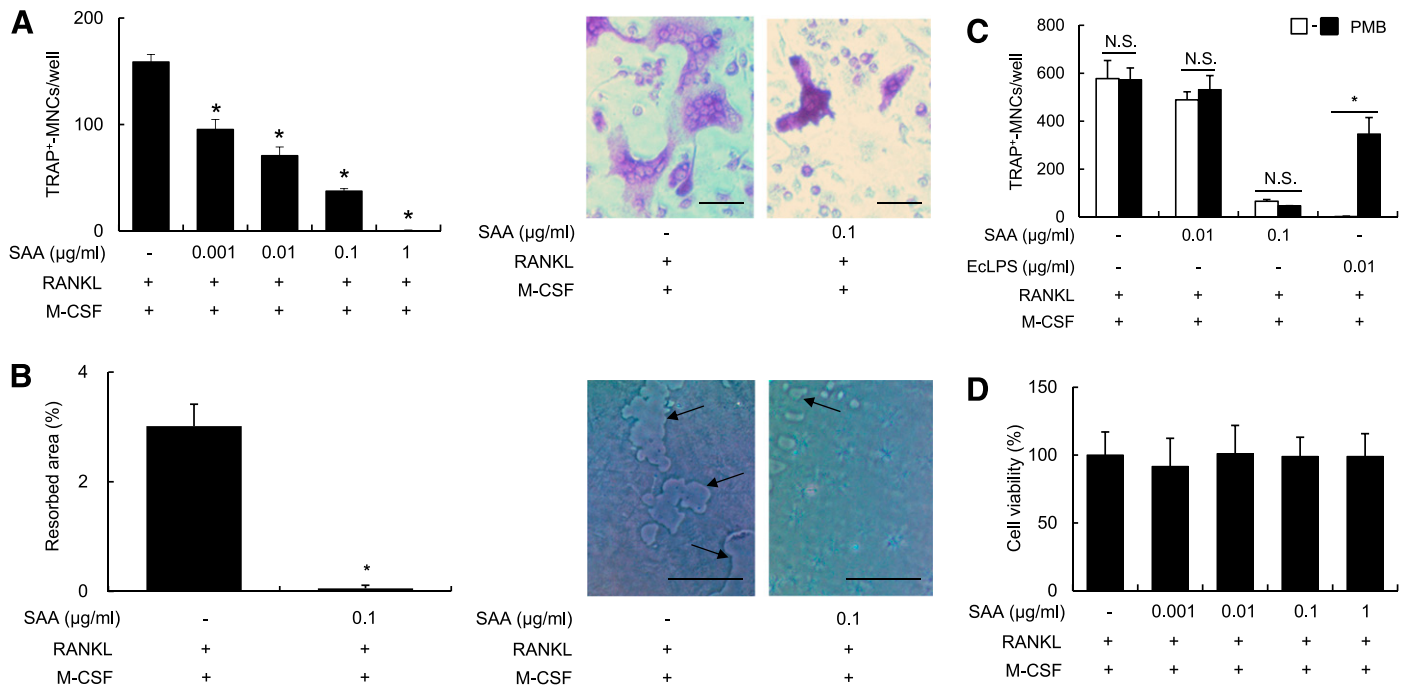 A
200
100
0
TRAP⁺-MNCs/well
*
*
*
*
SAA (µg/ml) - 0.001 0.01 0.1 1
RANKL + + + + +
M-CSF + + + + +
SAA (µg/ml) - 0.1
RANKL + +
M-CSF + +
C
800
600
400
200
0
TRAP⁺-MNCs/well
- PMB
N.S.
N.S.
N.S.
*
SAA (µg/ml) - 0.01 0.1 -
EcLPS (µg/ml) - - - 0.01
RANKL + + + +
M-CSF + + + +
B
4
2
0
Resorbed area (%)
*
SAA (µg/ml) - 0.1
RANKL + +
M-CSF + +
SAA (µg/ml) - 0.1
RANKL + +
M-CSF + +
D
150
100
50
0
Cell viability (%)
SAA (µg/ml) - 0.001 0.01 0.1 1
RANKL + + + + +
M-CSF + + + + +